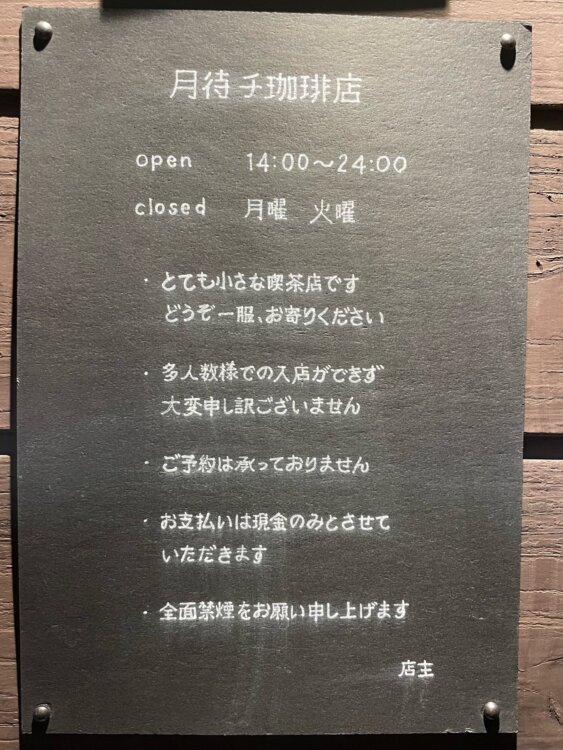 月待チ珈琲店
open 14:00〜24:00
closed 月曜 火曜
・とても小さな喫茶店です
どうぞ一服、お寄りください
・多人数様での入店ができず
大変申し訳ございません
・ご予約は承っておりません
・お支払いは現金のみとさせて
いただきます
・全面禁煙をお願い申し上げます
店主